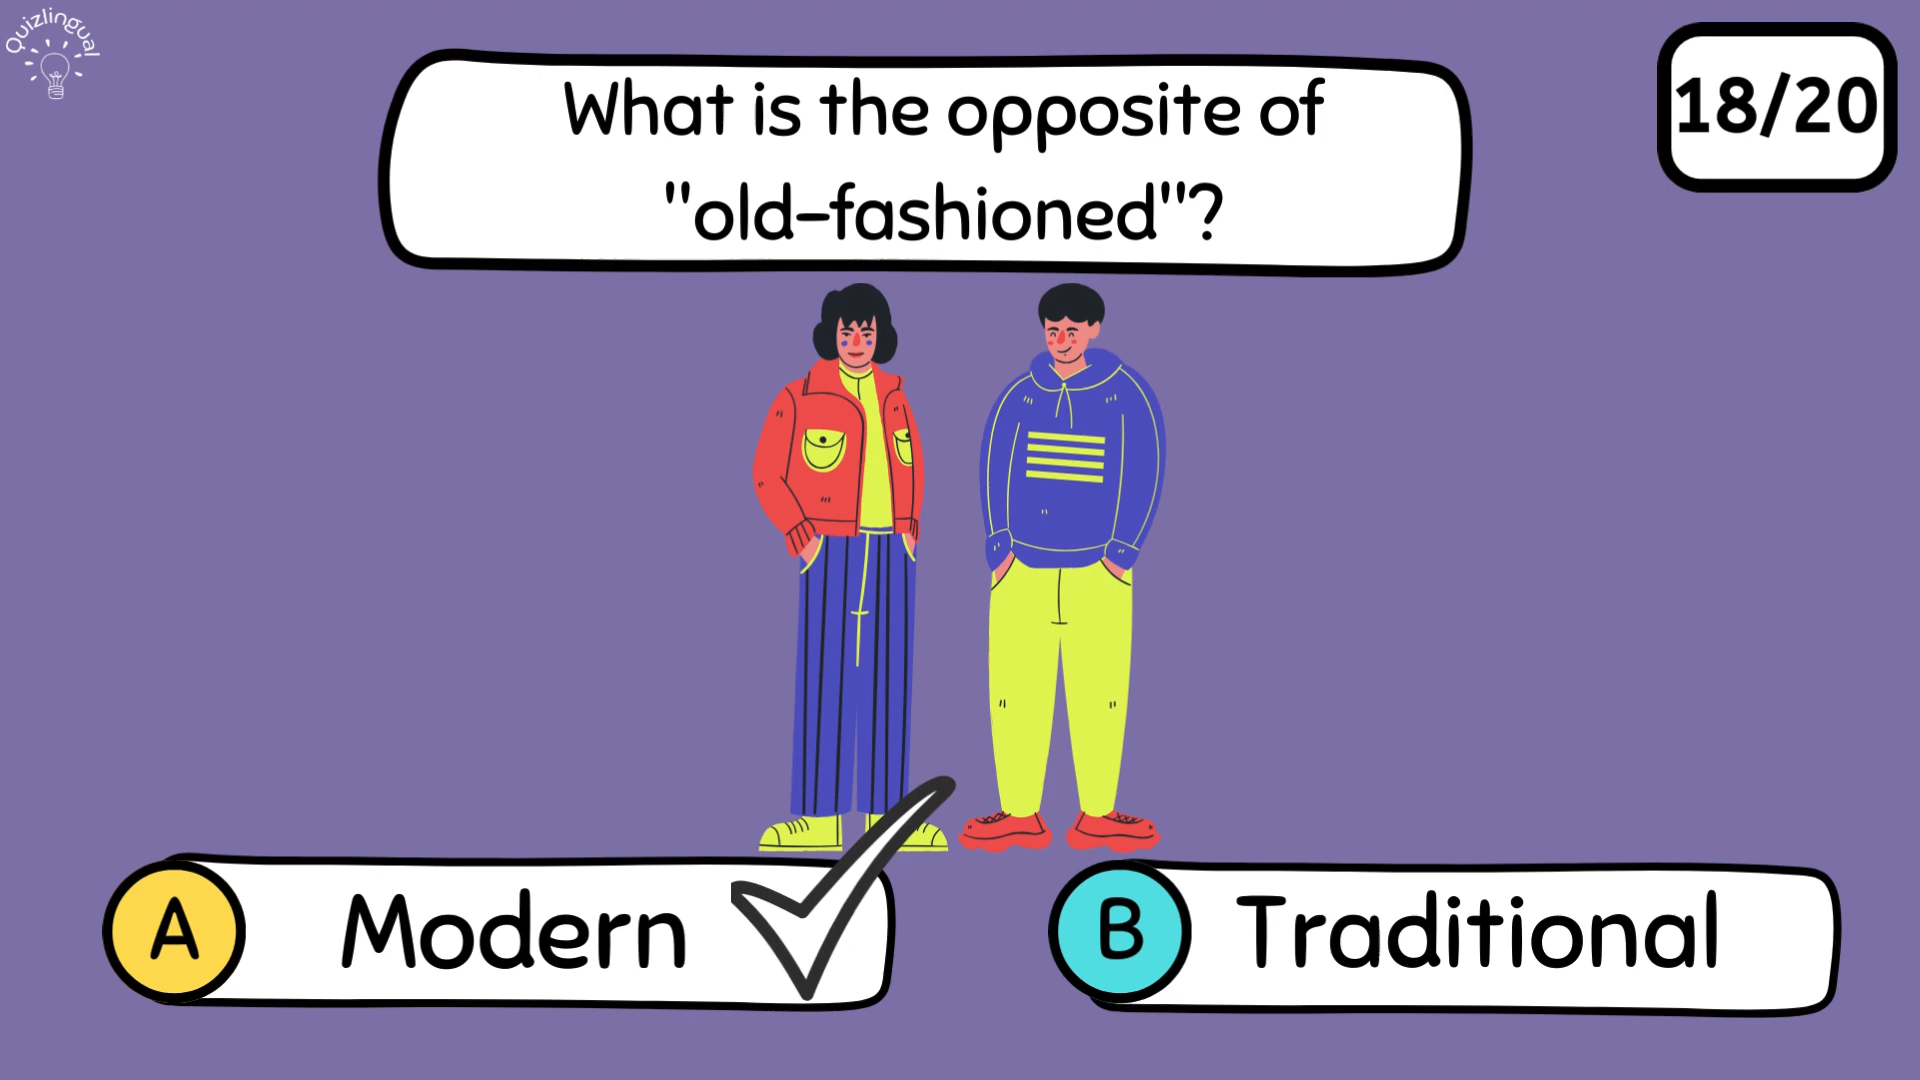 Quizlingual
What is the opposite of
"old-fashioned"?
18/20
A Modern
B Traditional